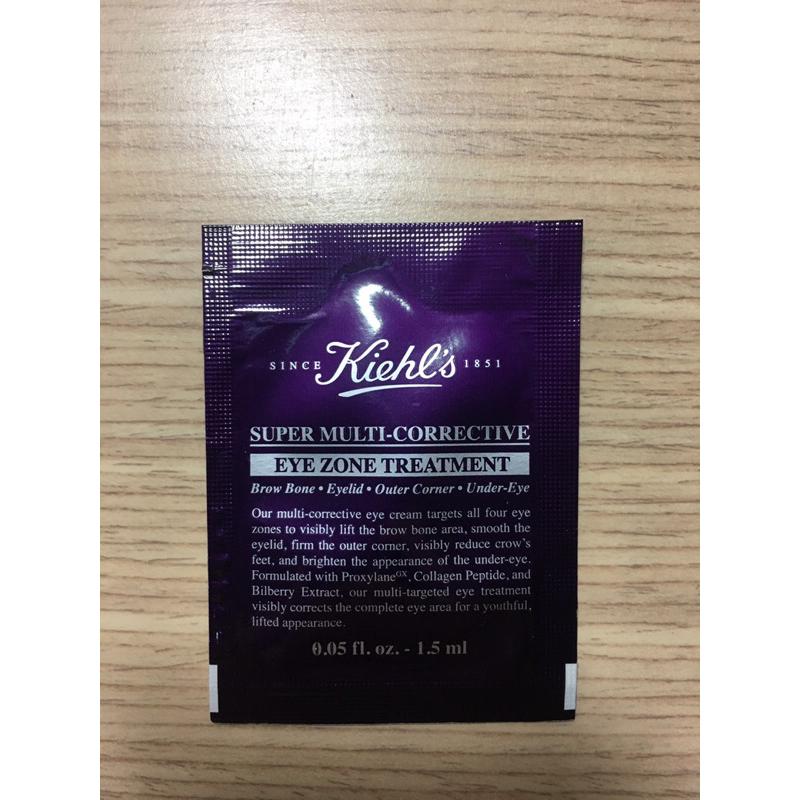 SINCE Kiehl's 1851
SUPER MULTI-CORRECTIVE
EYE ZONE TREATMENT
Brow Bone • Eyelid • Outer Corner • Under-Eye
Our multi-corrective eye cream targets all four eye
zones to visibly lift the brow bone area, smooth the
eyelid, firm the outer corner, visibly reduce crow's
feet, and brighten the appearance of the under-eye.
Formulated with Proxylaneᴳˣ, Collagen Peptide, and
Bilberry Extract, our multi-targeted eye treatment
visibly corrects the complete eye area for a youthful,
lifted appearance.
0.05 fl. oz. - 1.5 ml